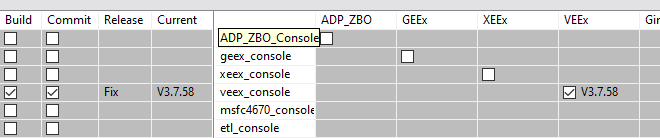 Build Commit Release Current ADP_ZBO GEEx XEEx VEEx
ADP_ZBO_Console
geex_console
xeex_console
Fix V3.7.58 veex_console V3.7.58
msfc4670_console
etl_console